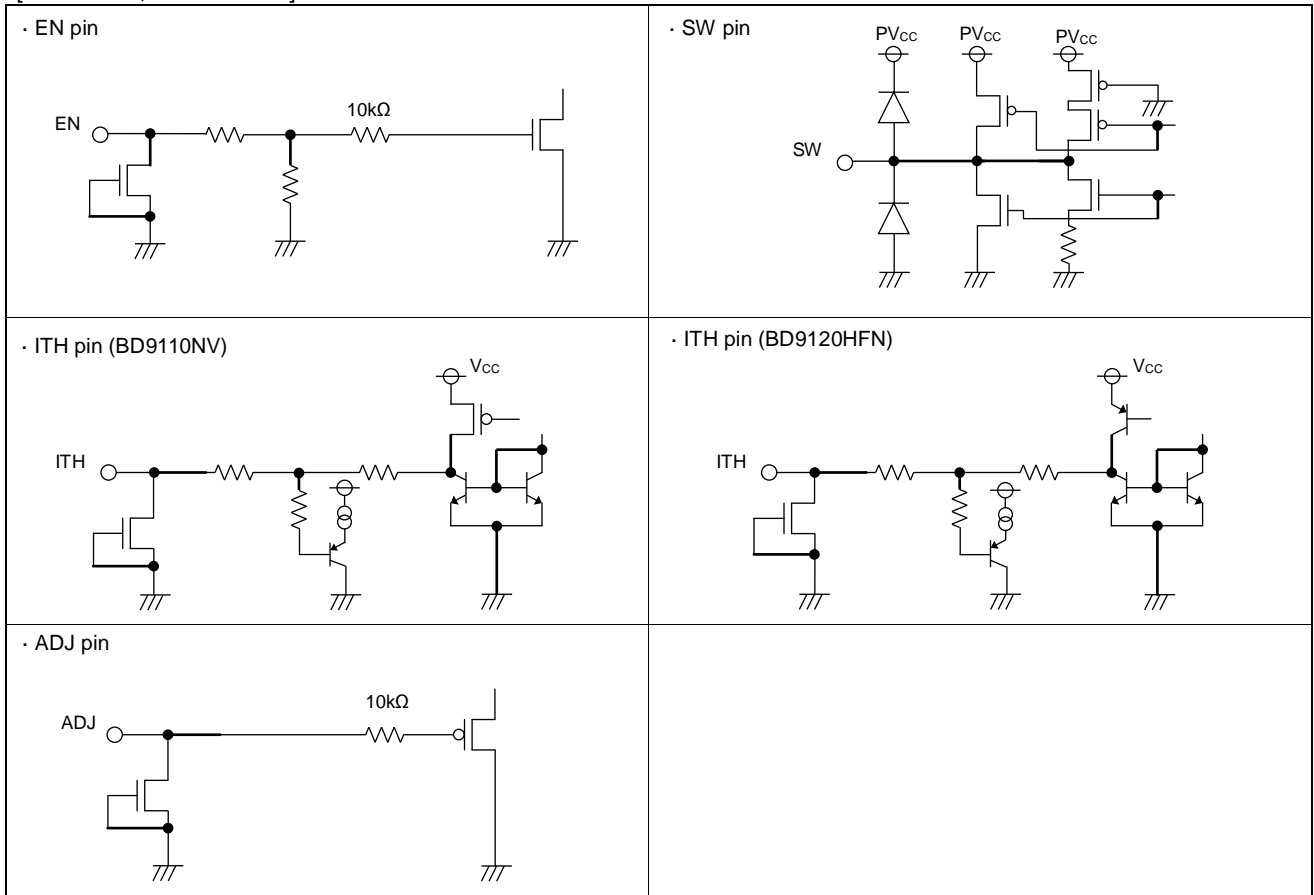 · EN pin
EN
10kΩ
· SW pin
PVCC PVCC PVCC
SW
· ITH pin (BD9110NV)
VCC
ITH
· ITH pin (BD9120HFN)
VCC
ITH
· ADJ pin
ADJ
10kΩ